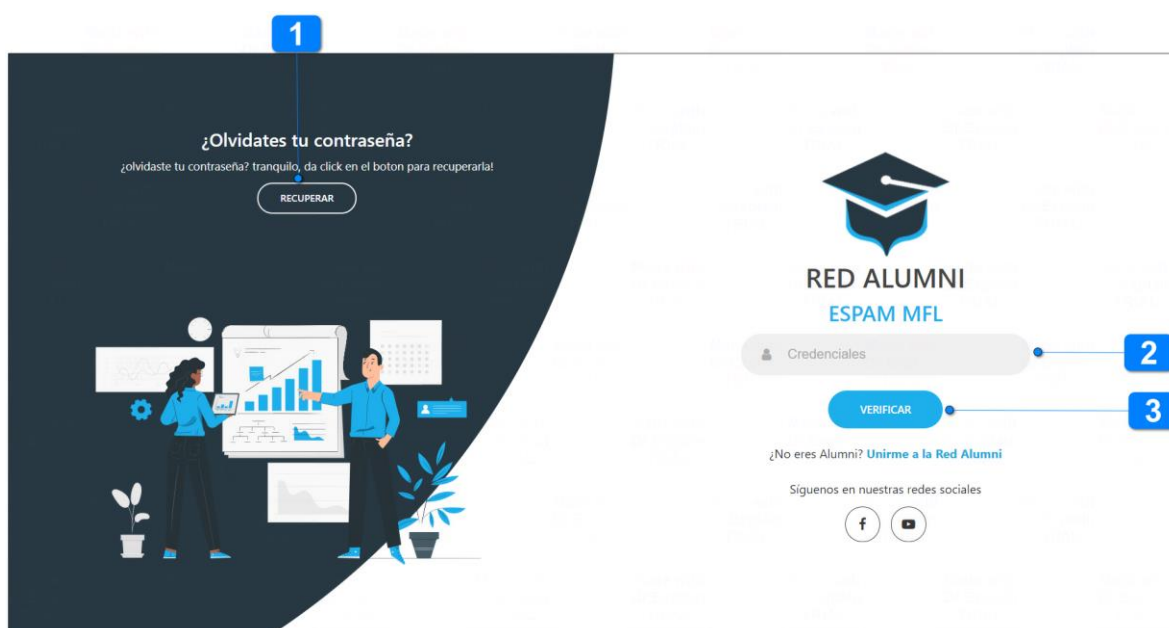 1
¿Olvidates tu contraseña?
¿olvidaste tu contraseña? tranquilo, da click en el boton para recuperarla!
RECUPERAR
RED ALUMNI
ESPAM MFL
Credenciales
2
VERIFICAR
3
¿No eres Alumni? Unirme a la Red Alumni
Síguenos en nuestras redes sociales